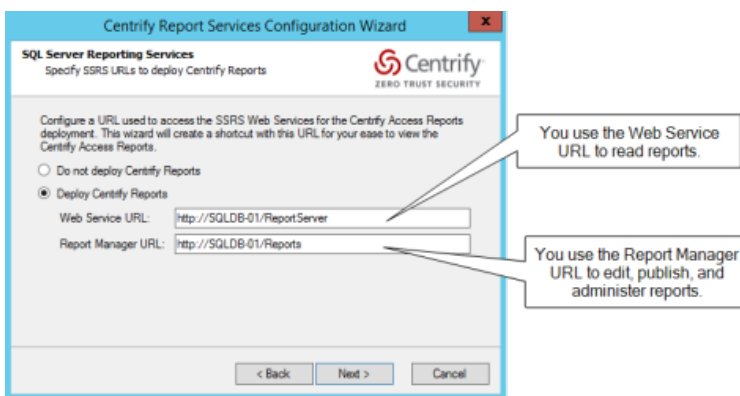 Centrify Report Services Configuration Wizard
x
SQL Server Reporting Services
Specify SSRS URLs to deploy Centrify Reports
Centrify
ZERO TRUST SECURITY
Configure a URL used to access the SSRS Web Services for the Centrify Access Reports
deployment. This wizard will create a shortcut with this URL for your ease to view the
Centrify Access Reports.
Do not deploy Centrify Reports
Deploy Centrify Reports
Web Service URL: http://SQLDB-01/ReportServer
Report Manager URL: http://SQLDB-01/Reports
< Back Next > Cancel
You use the Web Service
URL to read reports.
You use the Report Manager
URL to edit, publish, and
administer reports.